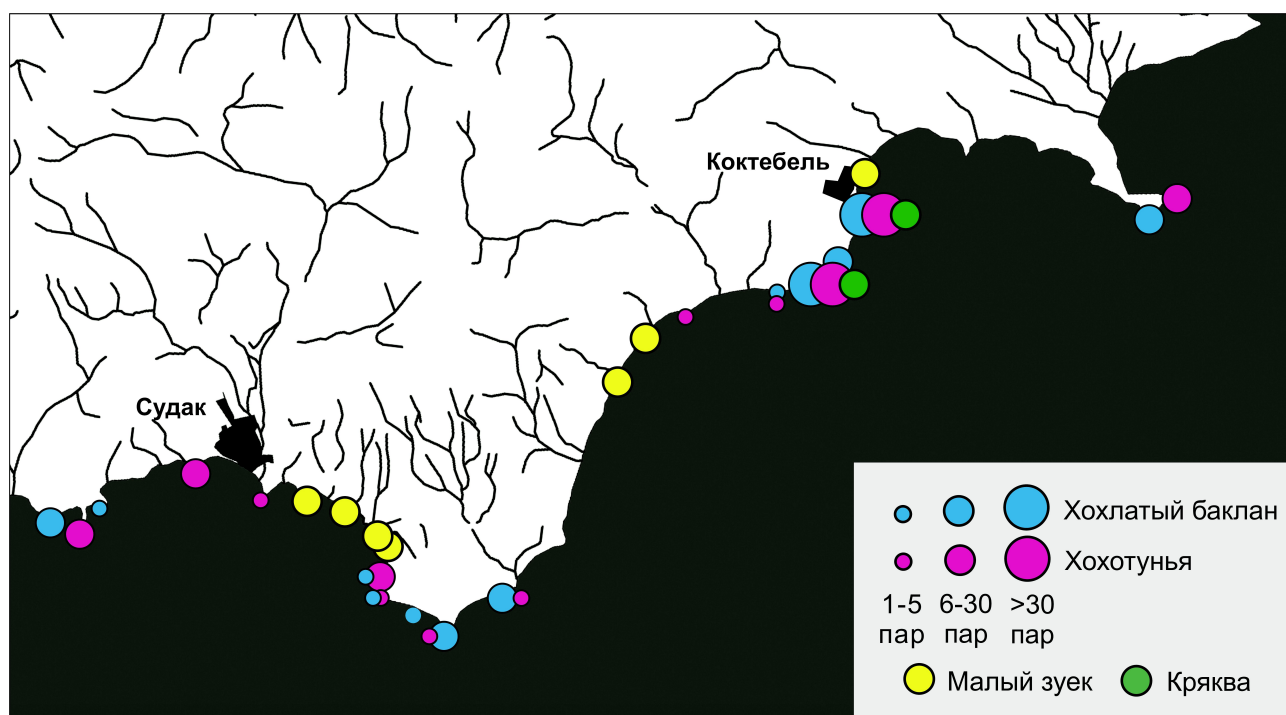 Коктебель
Судак
Хохлатый баклан
Хохотунья
1-5 6-30 >30
пар пар пар
Малый зуек Кряква